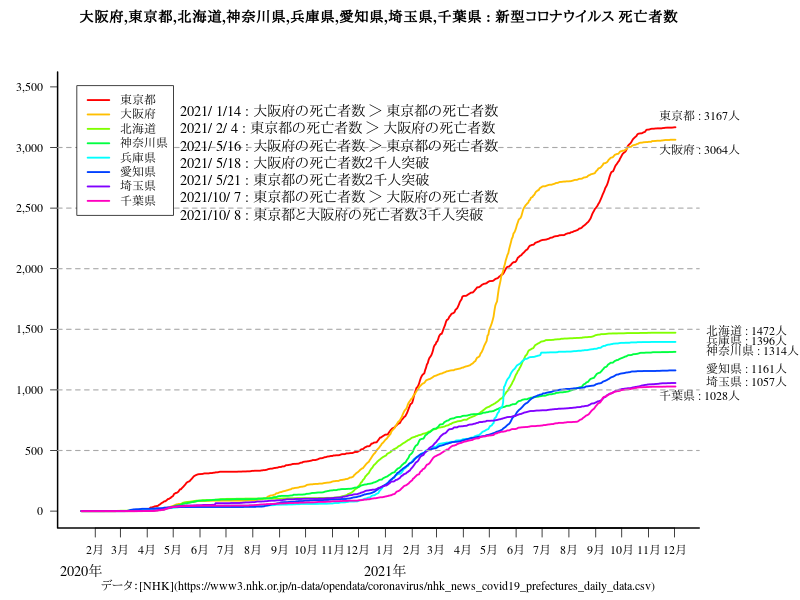 大阪府,東京都,北海道,神奈川県,兵庫県,愛知県,埼玉県,千葉県 : 新型コロナウイルス 死亡者数
3,500
3,000
2,500
2,000
1,500
1,000
500
0
東京都
大阪府
北海道
神奈川県
兵庫県
愛知県
埼玉県
千葉県
2021/ 1/14 : 大阪府の死亡者数 ＞ 東京都の死亡者数
2021/ 2/ 4 : 東京都の死亡者数 ＞ 大阪府の死亡者数
2021/ 5/16 : 大阪府の死亡者数 ＞ 東京都の死亡者数
2021/ 5/18 : 大阪府の死亡者数2千人突破
2021/ 5/21 : 東京都の死亡者数2千人突破
2021/10/ 7 : 東京都の死亡者数 ＞ 大阪府の死亡者数
2021/10/ 8 : 東京都と大阪府の死亡者数3千人突破
東京都 : 3167人
大阪府 : 3064人
北海道 : 1472人
兵庫県 : 1396人
神奈川県 : 1314人
愛知県 : 1161人
埼玉県 : 1057人
千葉県 : 1028人
2月 3月 4月 5月 6月 7月 8月 9月 10月 11月 12月 1月 2月 3月 4月 5月 6月 7月 8月 9月 10月 11月 12月
2020年 2021年
データ：[NHK](https://www3.nhk.or.jp/n-data/opendata/coronavirus/nhk_news_covid19_prefectures_daily_data.csv)